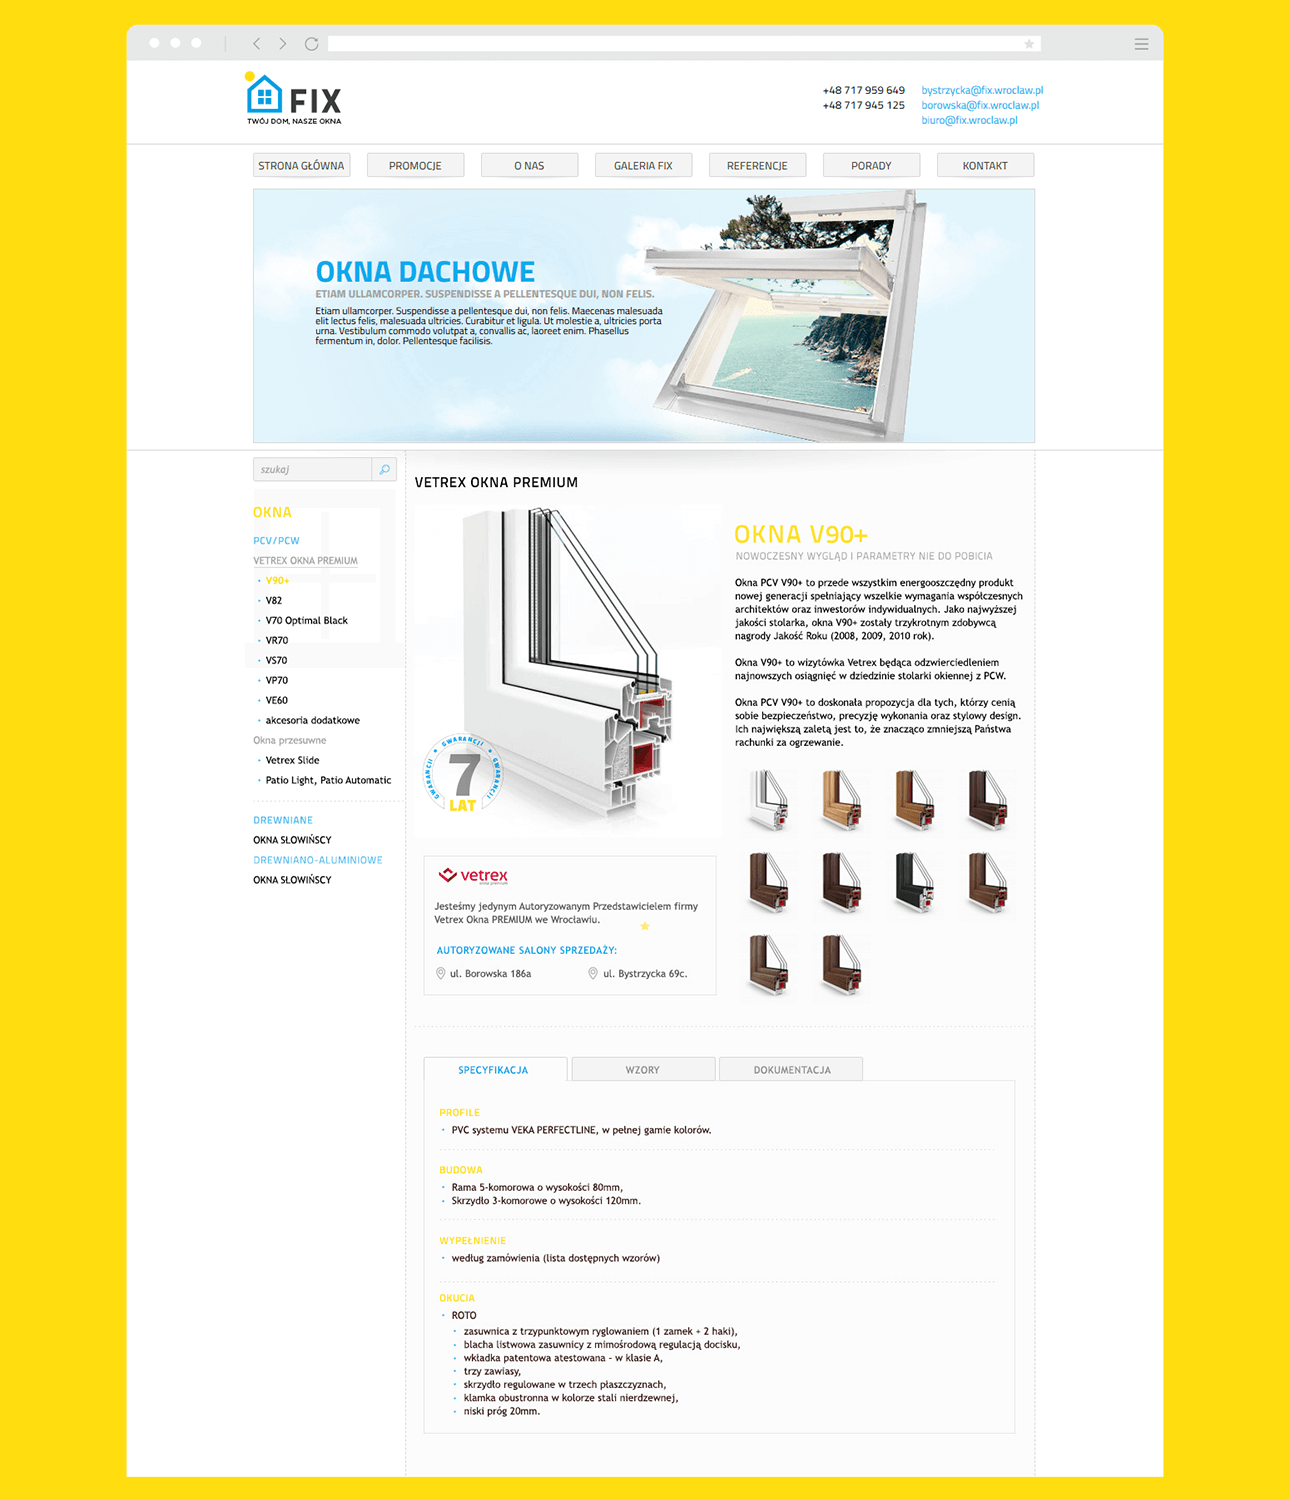 FIX
TWÓJ DOM, NASZE OKNA
+48 717 959 649
+48 717 945 125
bystrzycka@fix.wroclaw.pl
borowska@fix.wroclaw.pl
biuro@fix.wroclaw.pl
STRONA GŁÓWNA
PROMOCJE
O NAS
GALERIA FIX
REFERENCJE
PORADY
KONTAKT
OKNA DACHOWE
ETIAM ULLAMCORPER. SUSPENDISSE A PELLENTESQUE DUI, NON FELIS.
Etiam ullamcorper. Suspendisse a pellentesque dui, non felis. Maecenas malesuada
elit lectus felis, malesuada ultricies. Curabitur et ligula. Ut molestie a, ultricies porta
urna. Vestibulum commodo volutpat a, convallis ac, laoreet enim. Phasellus
fermentum in, dolor. Pellentesque facilisis.
szukaj
OKNA
PCV/PCW
VETREX OKNA PREMIUM
V90+
V82
V70 Optimal Black
VR70
VS70
VP70
VE60
akcesoria dodatkowe
Okna przesuwne
Vetrex Slide
Patio Light, Patio Automatic
DREWNIANE
OKNA SŁOWIŃSCY
DREWNIANO-ALUMINIOWE
OKNA SŁOWIŃSCY
VETREX OKNA PREMIUM
GWARANCJI • GWARANCJI • GWARANCJI
7
LAT
OKNA V90+
NOWOCZESNY WYGLĄD I PARAMETRY NIE DO POBICIA
Okna PCV V90+ to przede wszystkim energooszczędny produkt
nowej generacji spełniający wszelkie wymagania współczesnych
architektów oraz inwestorów indywidualnych. Jako najwyższej
jakości stolarka, okna V90+ zostały trzykrotnym zdobywcą
nagrody Jakość Roku (2008, 2009, 2010 rok).
Okna V90+ to wizytówka Vetrex będąca odzwierciedleniem
najnowszych osiągnięć w dziedzinie stolarki okiennej z PCW.
Okna PCV V90+ to doskonała propozycja dla tych, którzy cenią
sobie bezpieczeństwo, precyzję wykonania oraz stylowy design.
Ich największą zaletą jest to, że znacząco zmniejszą Państwa
rachunki za ogrzewanie.
vetrex
okna premium
Jesteśmy jedynym Autoryzowanym Przedstawicielem firmy
Vetrex Okna PREMIUM we Wrocławiu.
AUTORYZOWANE SALONY SPRZEDAŻY:
ul. Borowska 186a
ul. Bystrzycka 69c.
SPECYFIKACJA
WZORY
DOKUMENTACJA
PROFILE
PVC systemu VEKA PERFECTLINE, w pełnej gamie kolorów.
BUDOWA
Rama 5-komorowa o wysokości 80mm,
Skrzydło 3-komorowe o wysokości 120mm.
WYPEŁNIENIE
według zamówienia (lista dostępnych wzorów)
OKUCIA
ROTO
zasuwnica z trzypunktowym ryglowaniem (1 zamek + 2 haki),
blacha listwowa zasuwnicy z mimośrodową regulacją docisku,
wkładka patentowa atestowana - w klasie A,
trzy zawiasy,
skrzydło regulowane w trzech płaszczyznach,
klamka obustronna w kolorze stali nierdzewnej,
niski próg 20mm.